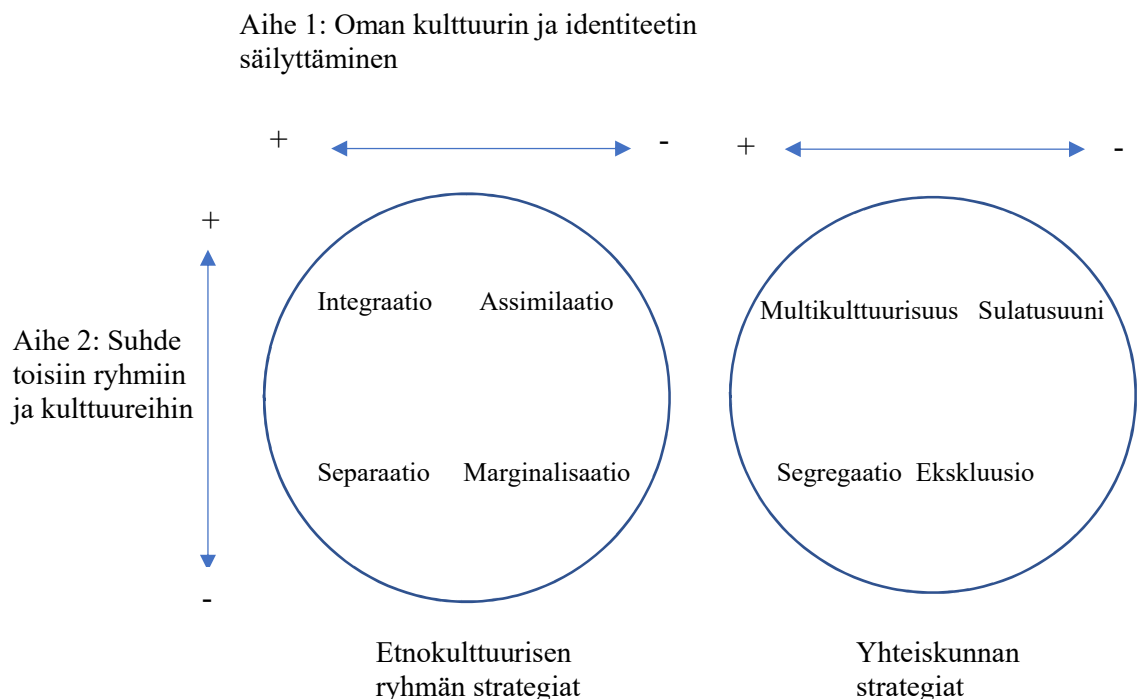 Aihe 1: Oman kulttuurin ja identiteetin
säilyttäminen
+ - + -
+
Integraatio Assimilaatio Multikulttuurisuus Sulatusuuni
Aihe 2: Suhde
toisiin ryhmiin
ja kulttuureihin
Separaatio Marginalisaatio Segregaatio Ekskluusio
-
Etnokulttuurisen
ryhmän strategiat
Yhteiskunnan
strategiat